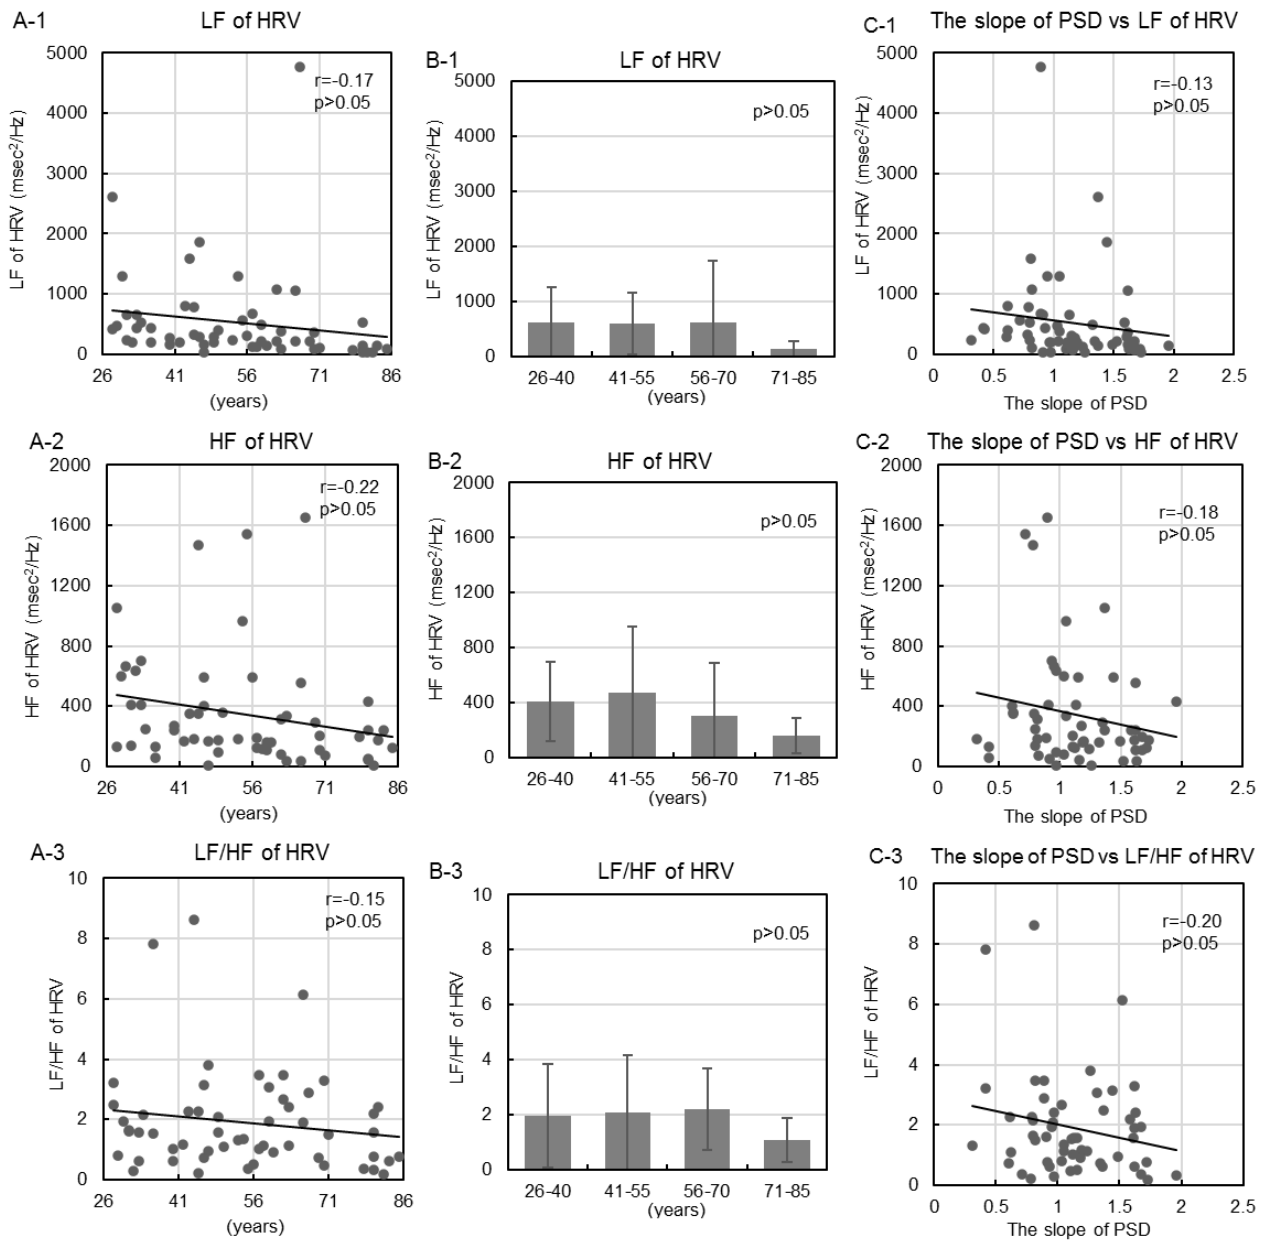 A-1
LF of HRV
r=-0.17
p>0.05
LF of HRV (msec²/Hz)
5000
4000
3000
2000
1000
0
26 41 56 71 86
(years)
B-1
LF of HRV
p>0.05
LF of HRV (msec²/Hz)
5000
4000
3000
2000
1000
0
26-40 41-55 56-70 71-85
(years)
C-1
The slope of PSD vs LF of HRV
r=-0.13
p>0.05
LF of HRV (msec²/Hz)
5000
4000
3000
2000
1000
0
0 0.5 1 1.5 2 2.5
The slope of PSD
A-2
HF of HRV
r=-0.22
p>0.05
HF of HRV (msec²/Hz)
2000
1600
1200
800
400
0
26 41 56 71 86
(years)
B-2
HF of HRV
p>0.05
HF of HRV (msec²/Hz)
2000
1600
1200
800
400
0
26-40 41-55 56-70 71-85
(years)
C-2
The slope of PSD vs HF of HRV
r=-0.18
p>0.05
HF of HRV (msec²/Hz)
2000
1600
1200
800
400
0
0 0.5 1 1.5 2 2.5
The slope of PSD
A-3
LF/HF of HRV
r=-0.15
p>0.05
LF/HF of HRV
10
8
6
4
2
0
26 41 56 71 86
(years)
B-3
LF/HF of HRV
p>0.05
LF/HF of HRV
10
8
6
4
2
0
26-40 41-55 56-70 71-85
(years)
C-3
The slope of PSD vs LF/HF of HRV
r=-0.20
p>0.05
LF/HF of HRV
10
8
6
4
2
0
0 0.5 1 1.5 2 2.5
The slope of PSD